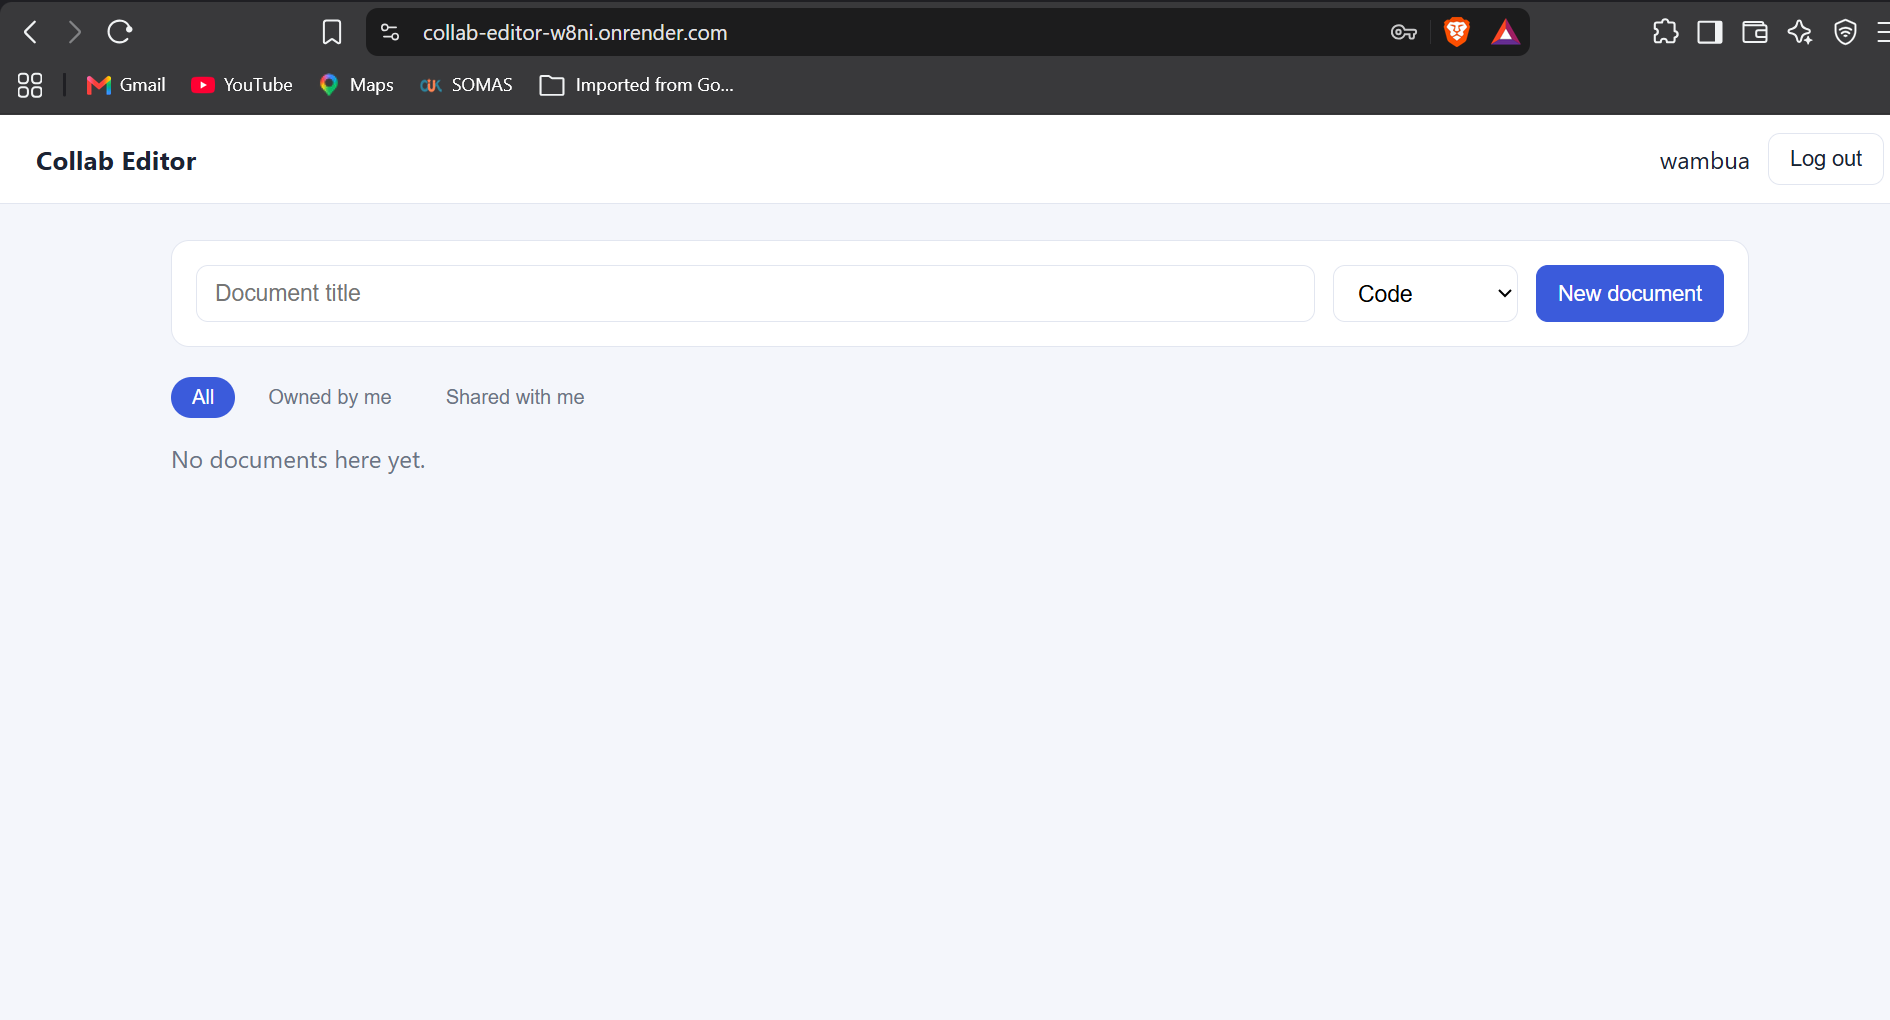 collab-editor-w8ni.onrender.com
Gmail
YouTube
Maps
CUK
SOMAS
Imported from Go...
Collab Editor
wambua
Log out
Document title
Code
New document
All
Owned by me
Shared with me
No documents here yet.